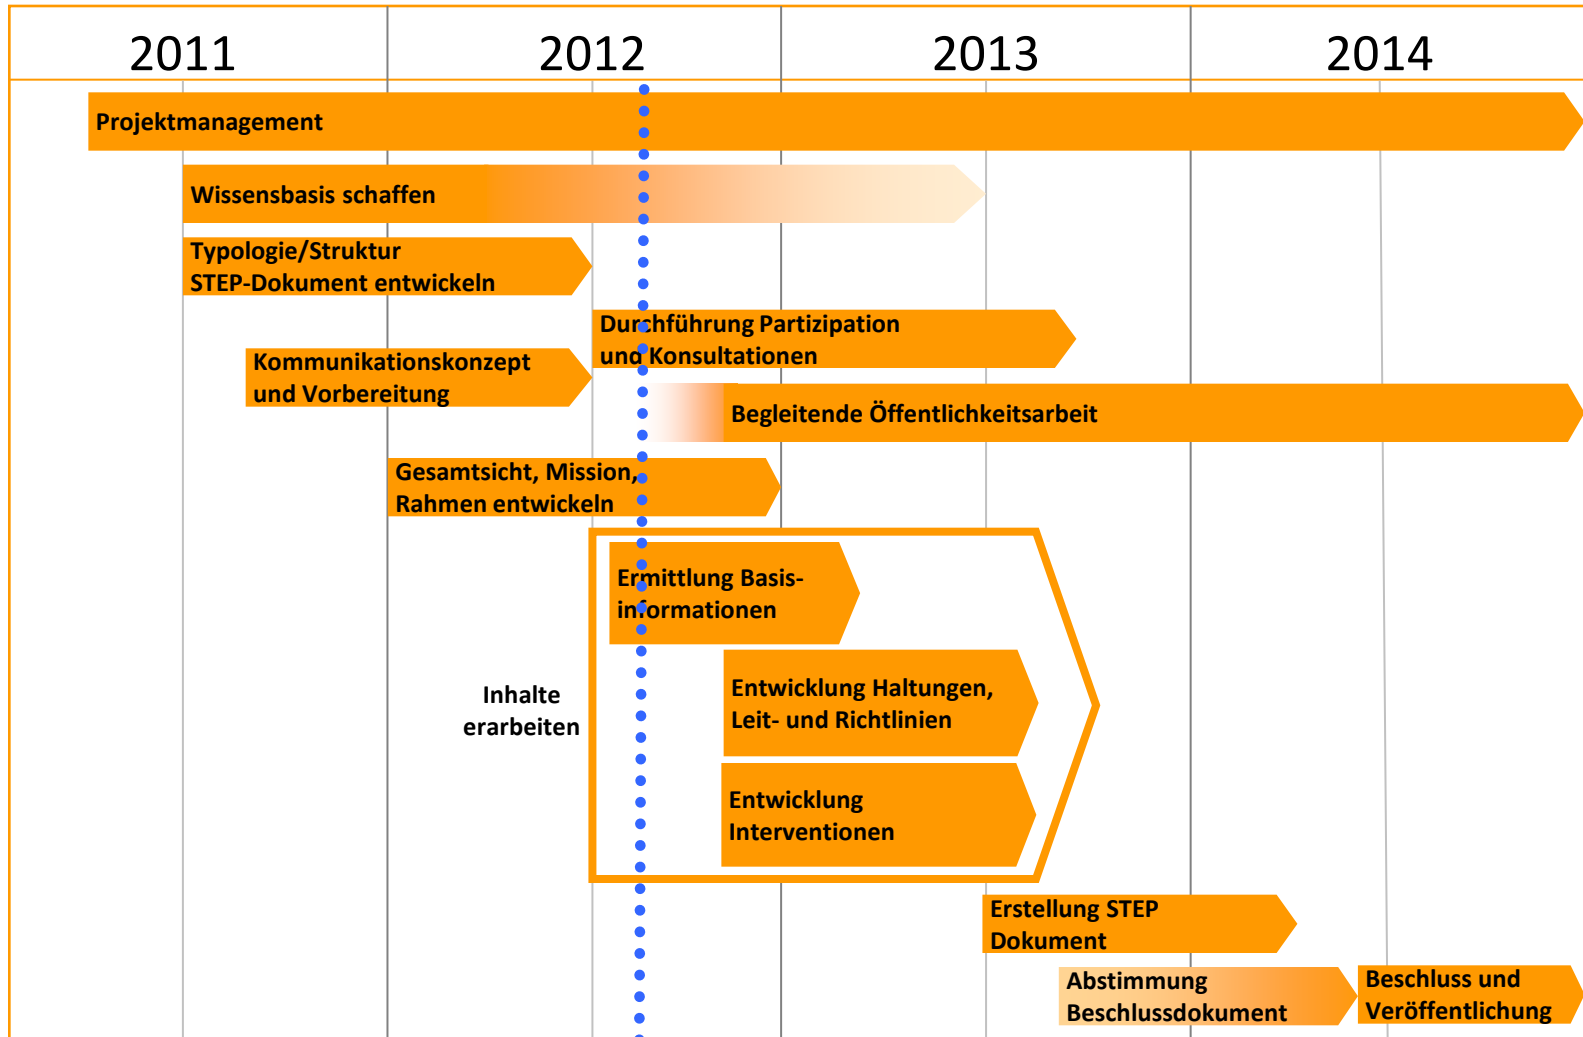 2011
2012
2013
2014
Projektmanagement
Wissensbasis schaffen
Typologie/Struktur
STEP-Dokument entwickeln
Durchführung Partizipation
und Konsultationen
Kommunikationskonzept
und Vorbereitung
Begleitende Öffentlichkeitsarbeit
Gesamtsicht, Mission,
Rahmen entwickeln
Ermittlung Basis-
informationen
Inhalte
erarbeiten
Entwicklung Haltungen,
Leit- und Richtlinien
Entwicklung
Interventionen
Erstellung STEP
Dokument
Abstimmung
Beschlussdokument
Beschluss und
Veröffentlichung